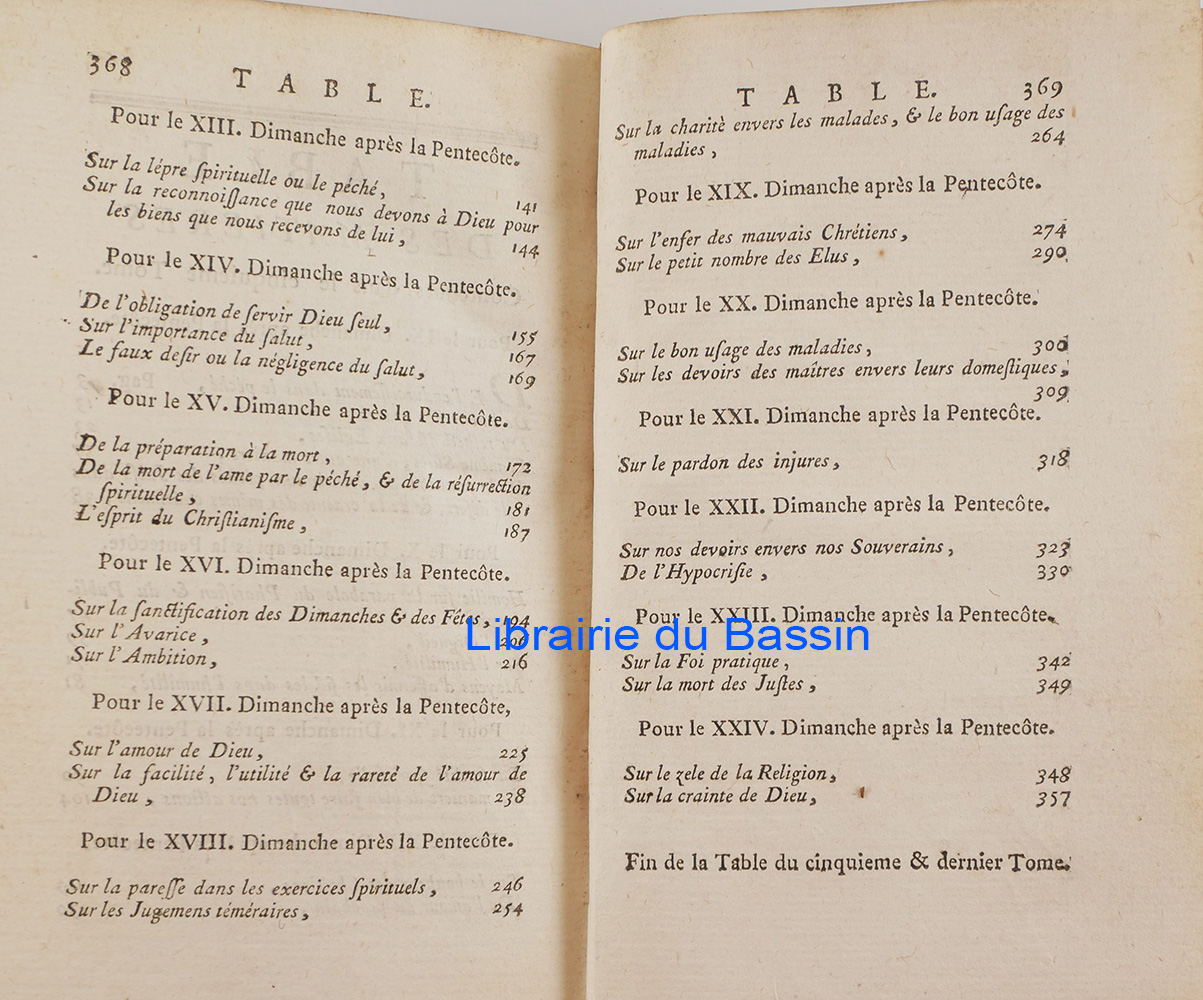 368
T A B L E.
Pour le XIII. Dimanche après la Pentecôte.
Sur la lépre ſpirituelle ou le péché, 141
Sur la reconnoiſſance que nous devons à Dieu pour
les biens que nous recevons de lui, 144
Pour le XIV. Dimanche après la Pentecôte.
De l'obligation de ſervir Dieu ſeul, 155
Sur l'importance du ſalut, 167
Le faux deſir ou la négligence du ſalut, 169
Pour le XV. Dimanche après la Pentecôte.
De la préparation à la mort, 172
De la mort de l'ame par le péché, & de la réſurrection
ſpirituelle, 181
L'eſprit du Chriſtianiſme, 187
Pour le XVI. Dimanche après la Pentecôte.
Sur la ſanctification des Dimanches & des Fêtes, 194
Sur l'Avarice,
Sur l'Ambition, 216
Pour le XVII. Dimanche après la Pentecôte,
Sur l'amour de Dieu, 225
Sur la facilité, l'utilité & la rareté de l'amour de
Dieu, 238
Pour le XVIII. Dimanche après la Pentecôte.
Sur la pareſſe dans les exercices ſpirituels, 246
Sur les Jugemens téméraires, 254
T A B L E. 369
Sur la charitè envers les malades, & le bon uſage des
maladies, 264
Pour le XIX. Dimanche après la Pentecôte.
Sur l'enfer des mauvais Chrétiens, 274
Sur le petit nombre des Elus, 290
Pour le XX. Dimanche après la Pentecôte.
Sur le bon uſage des maladies, 300
Sur les devoirs des maîtres envers leurs domeſtiques,
309
Pour le XXI. Dimanche après la Pentecôte.
Sur le pardon des injures, 318
Pour le XXII. Dimanche après la Pentecôte.
Sur nos devoirs envers nos Souverains, 323
De l'Hypocriſie, 330
Pour le XXIII. Dimanche après la Pentecôte.
Sur la Foi pratique, 342
Sur la mort des Juſtes, 349
Pour le XXIV. Dimanche après la Pentecôte.
Sur le zele de la Religion, 348
Sur la crainte de Dieu, 357
Fin de la Table du cinquieme & dernier Tome.
Librairie du Bassin